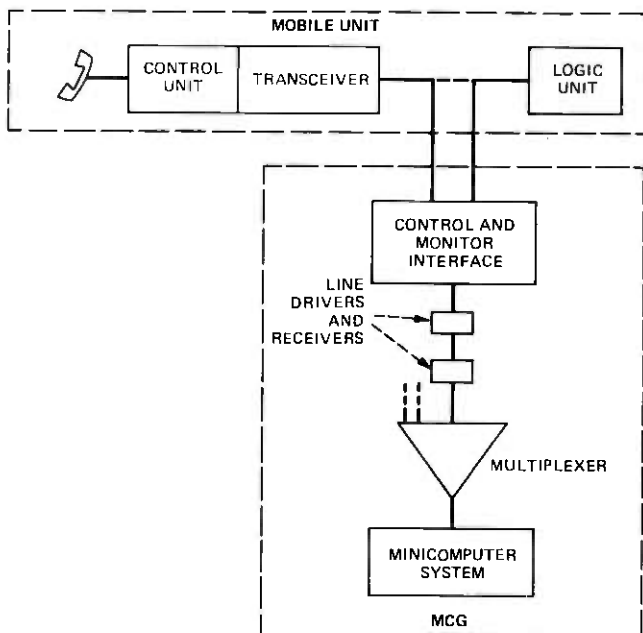 MOBILE UNIT
CONTROL
UNIT
TRANSCEIVER
LOGIC
UNIT
CONTROL AND
MONITOR
INTERFACE
LINE
DRIVERS
AND
RECEIVERS
MULTIPLEXER
MINICOMPUTER
SYSTEM
MCG